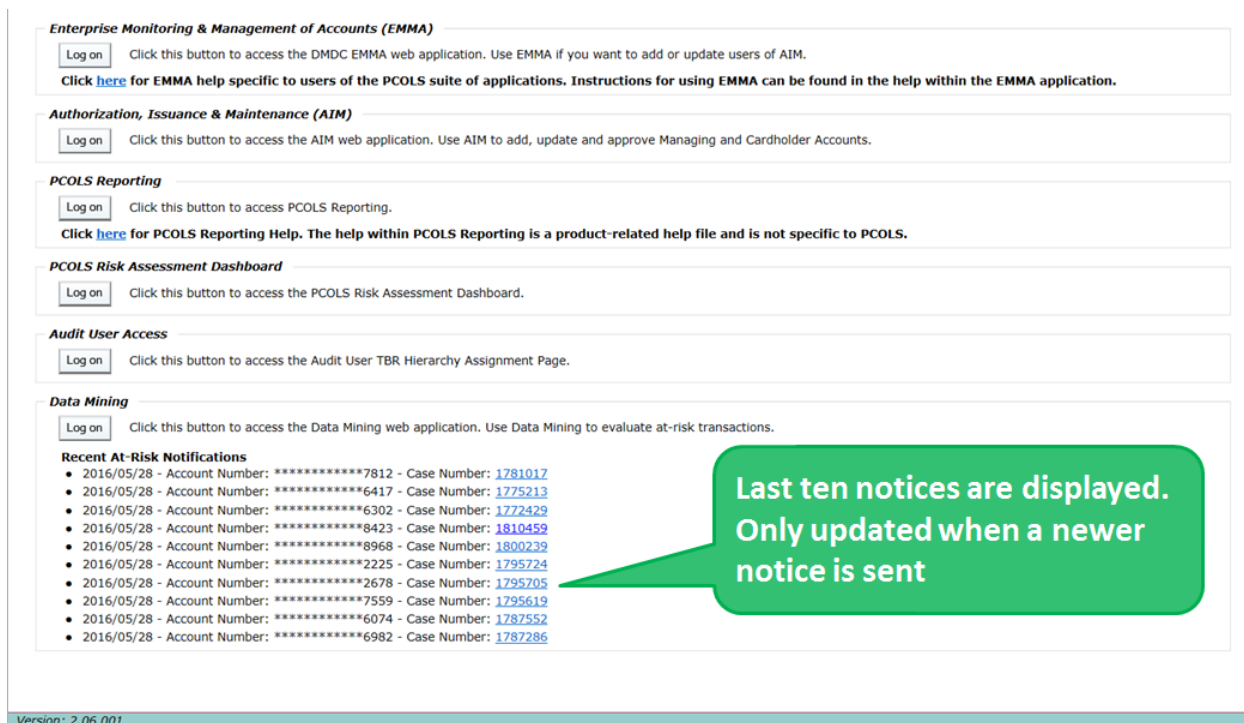 Enterprise Monitoring & Management of Accounts (EMMA)
Log on Click this button to access the DMDC EMMA web application. Use EMMA if you want to add or update users of AIM.
Click here for EMMA help specific to users of the PCOLS suite of applications. Instructions for using EMMA can be found in the help within the EMMA application.
Authorization, Issuance & Maintenance (AIM)
Log on Click this button to access the AIM web application. Use AIM to add, update and approve Managing and Cardholder Accounts.
PCOLS Reporting
Log on Click this button to access PCOLS Reporting.
Click here for PCOLS Reporting Help. The help within PCOLS Reporting is a product-related help file and is not specific to PCOLS.
PCOLS Risk Assessment Dashboard
Log on Click this button to access the PCOLS Risk Assessment Dashboard.
Audit User Access
Log on Click this button to access the Audit User TBR Hierarchy Assignment Page.
Data Mining
Log on Click this button to access the Data Mining web application. Use Data Mining to evaluate at-risk transactions.
Recent At-Risk Notifications
• 2016/05/28 - Account Number: ************7812 - Case Number: 1781017
• 2016/05/28 - Account Number: ************6417 - Case Number: 1775213
• 2016/05/28 - Account Number: ************6302 - Case Number: 1772429
• 2016/05/28 - Account Number: ************8423 - Case Number: 1810459
• 2016/05/28 - Account Number: ************8968 - Case Number: 1800239
• 2016/05/28 - Account Number: ************2225 - Case Number: 1795724
• 2016/05/28 - Account Number: ************2678 - Case Number: 1795705
• 2016/05/28 - Account Number: ************7559 - Case Number: 1795619
• 2016/05/28 - Account Number: ************6074 - Case Number: 1787552
• 2016/05/28 - Account Number: ************6982 - Case Number: 1787286
Last ten notices are displayed.
Only updated when a newer
notice is sent
Version: 2.06.001